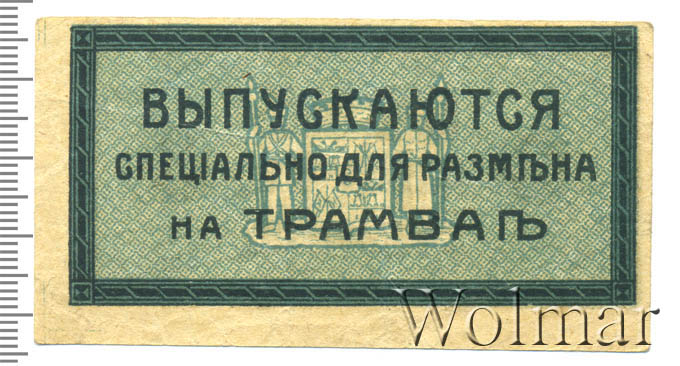 ВЫПУСКАЮТСЯ
СПЕЦІАЛЬНО ДЛЯ РАЗМѢНА
НА ТРАМВАѢ
Wolmar